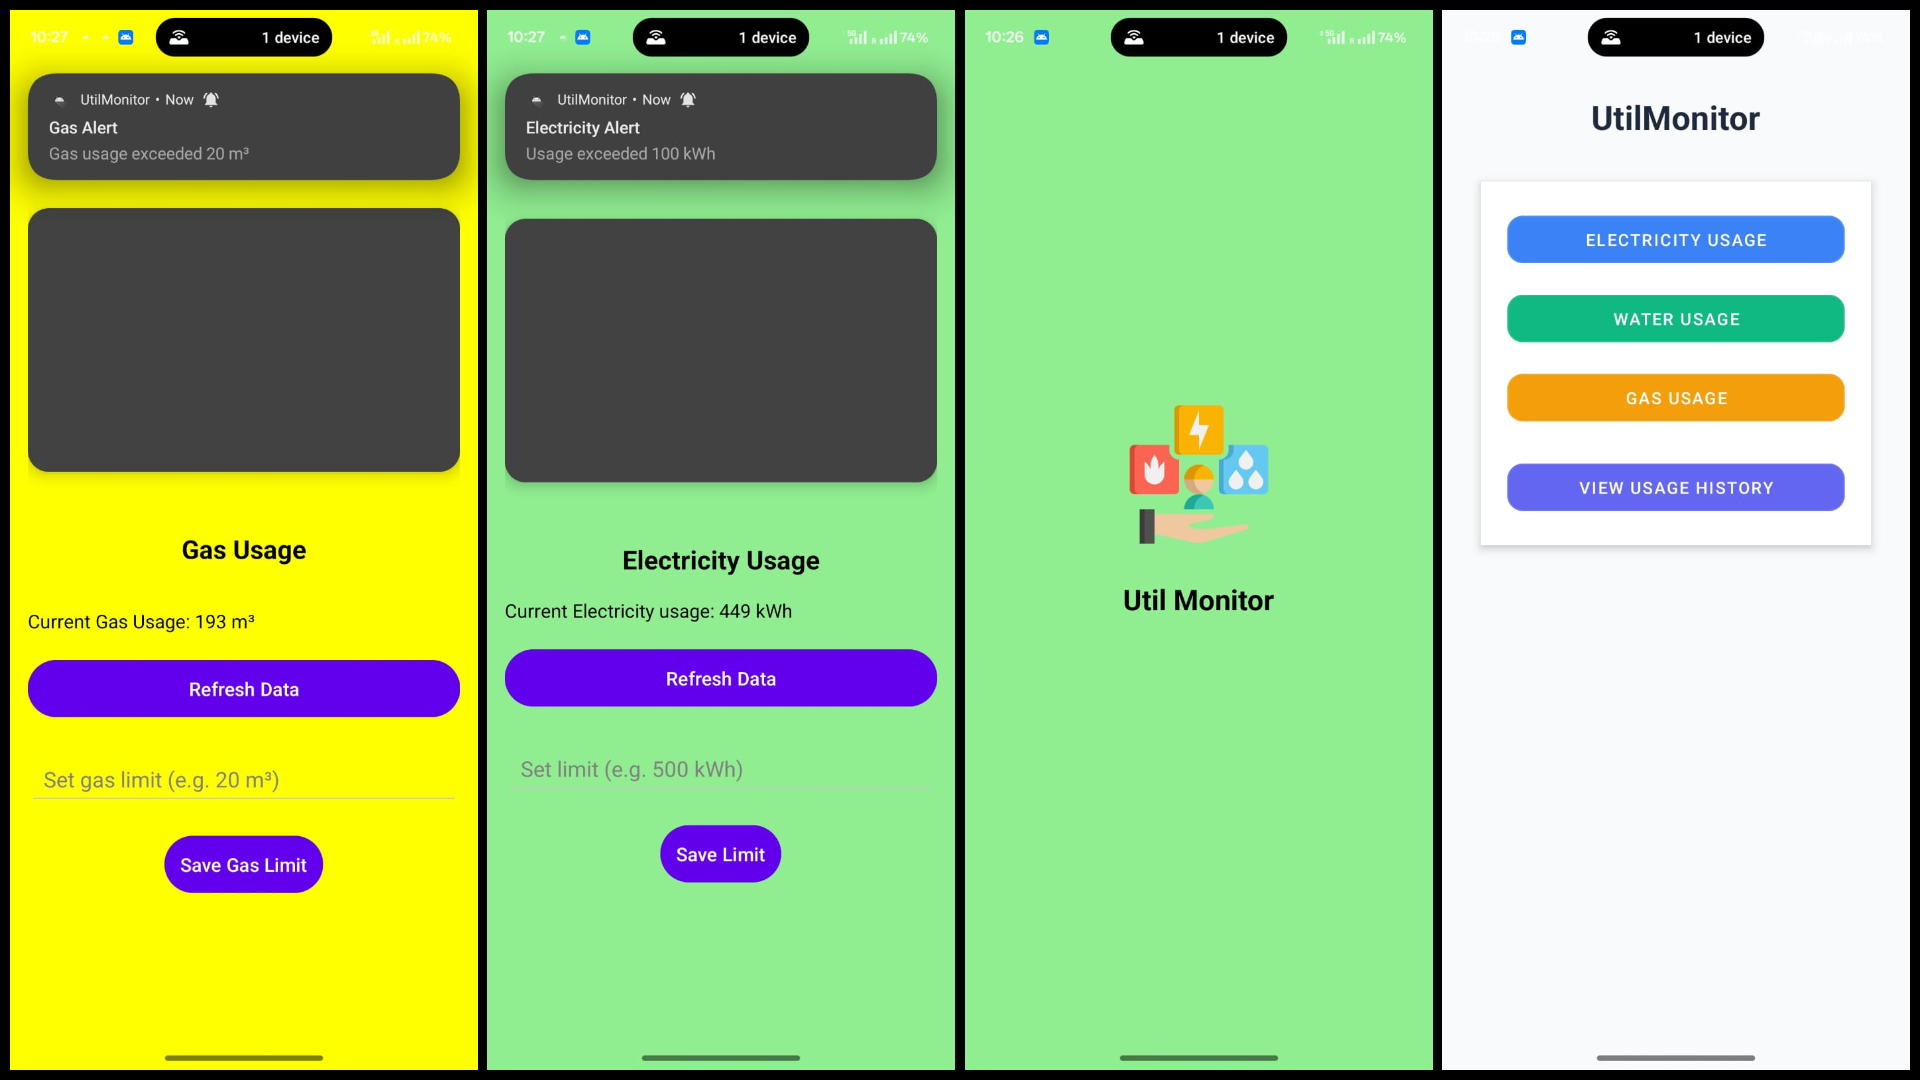 10:27
1 device
74%
UtilMonitor • Now
Gas Alert
Gas usage exceeded 20 m³
Gas Usage
Current Gas Usage: 193 m³
Refresh Data
Set gas limit (e.g. 20 m³)
Save Gas Limit
10:27
1 device
5G
74%
UtilMonitor • Now
Electricity Alert
Usage exceeded 100 kWh
Electricity Usage
Current Electricity usage: 449 kWh
Refresh Data
Set limit (e.g. 500 kWh)
Save Limit
10:26
1 device
5G
74%
Util Monitor
1 device
UtilMonitor
ELECTRICITY USAGE
WATER USAGE
GAS USAGE
VIEW USAGE HISTORY